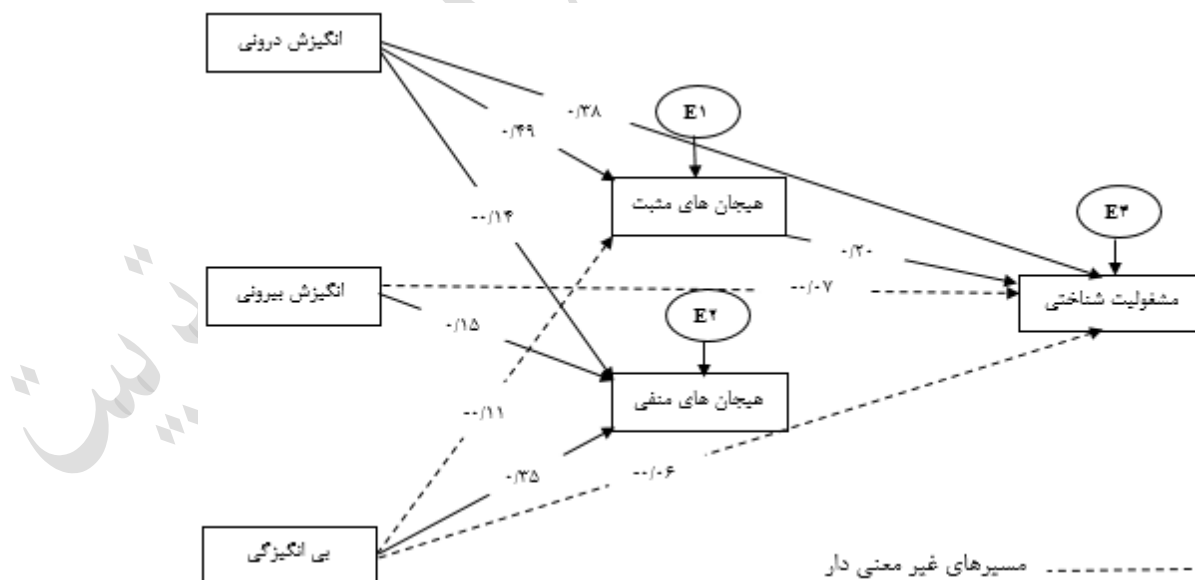 انگیزش درونی
۰/۳۸
E۱
۰/۴۹
هیجان های مثبت
-۰/۱۴
E۳
۰/۲۰
انگیزش بیرونی
-۰/۰۷
مشغولیت شناختی
E۲
۰/۱۵
هیجان های منفی
-۰/۱۱
۰/۳۵
-۰/۰۶
بی انگیزگی
مسیرهای غیر معنی دار